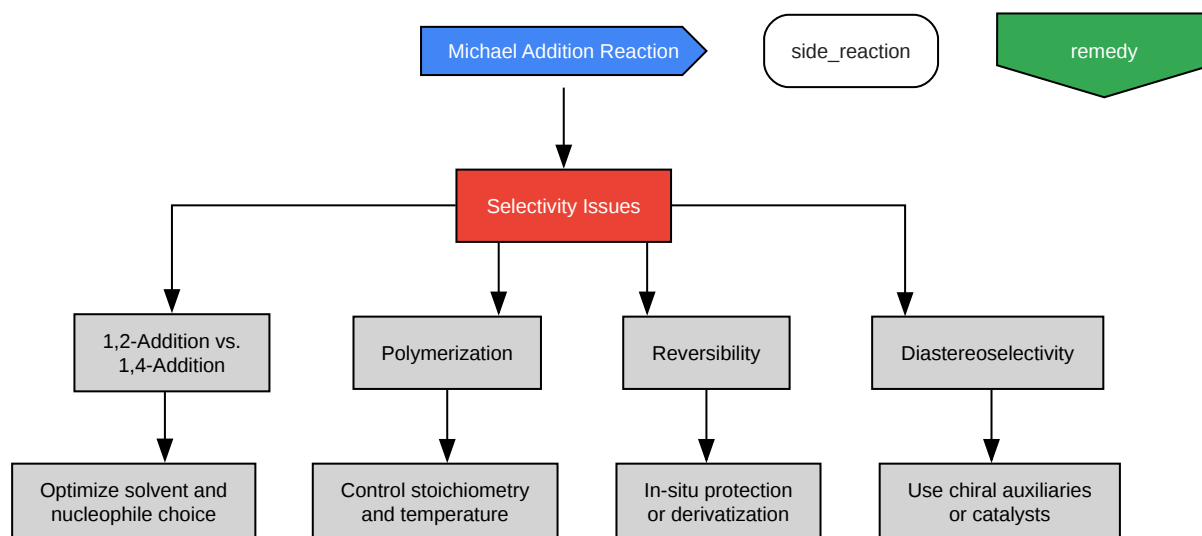 Michael Addition Reaction
side_reaction
remedy
Selectivity Issues
1,2-Addition vs.
1,4-Addition
Polymerization
Reversibility
Diastereoselectivity
Optimize solvent and
nucleophile choice
Control stoichiometry
and temperature
In-situ protection
or derivatization
Use chiral auxiliaries
or catalysts